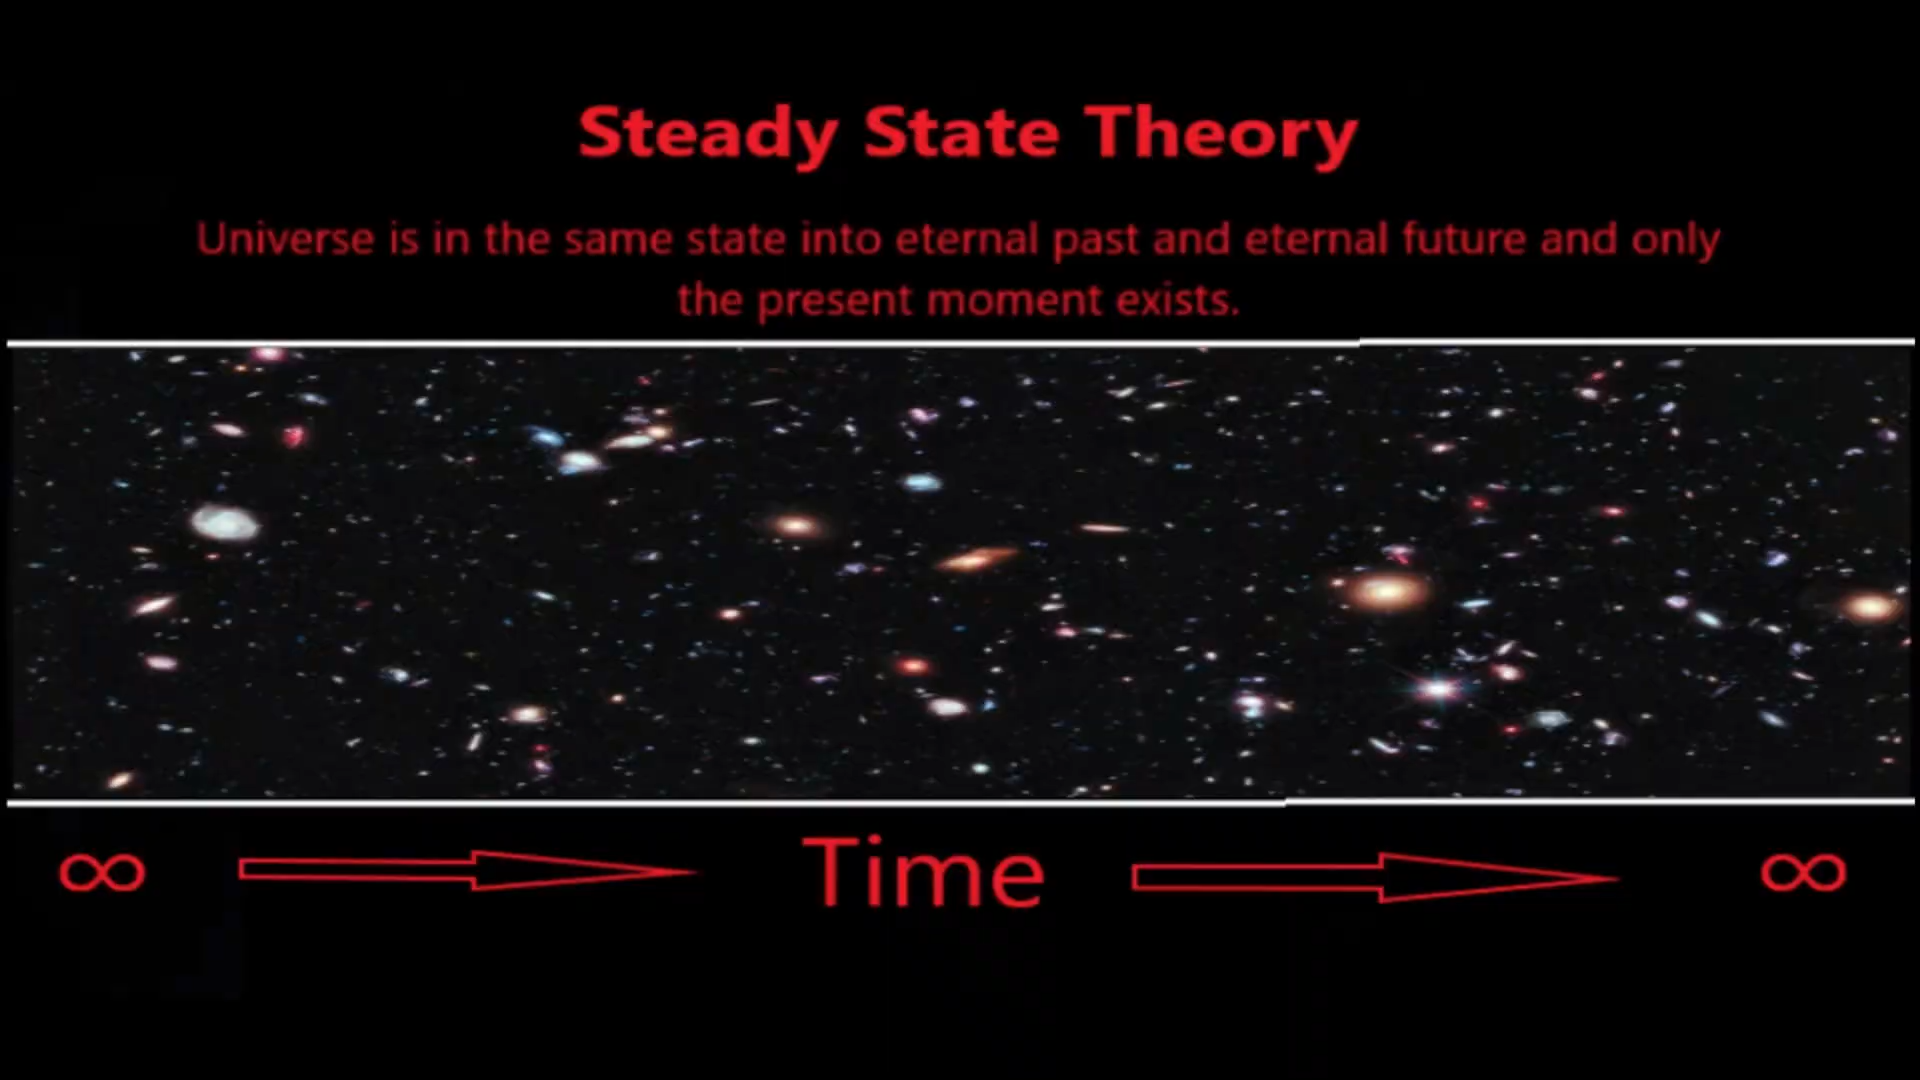 Steady State Theory
Universe is in the same state into eternal past and eternal future and only
the present moment exists.
∞ Time ∞